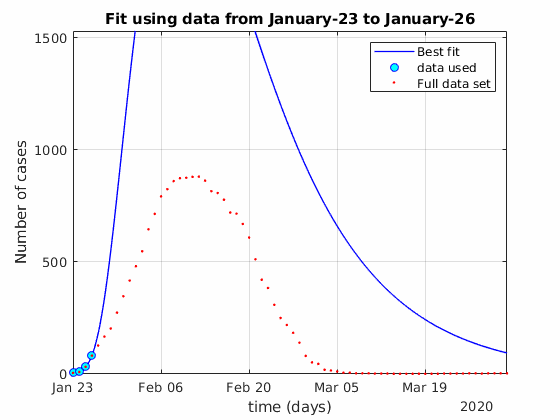 Fit using data from January-23 to January-26
Number of cases
1500
1000
500
0
Best fit
data used
Full data set
Jan 23
Feb 06
Feb 20
Mar 05
Mar 19
time (days)
2020